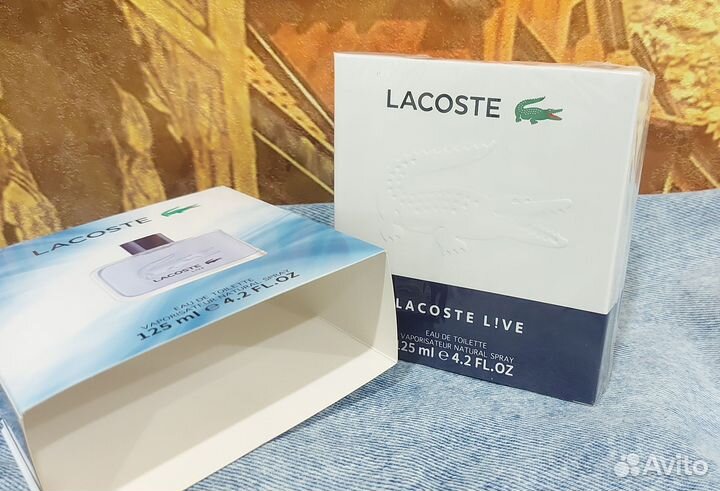 LACOSTE
LACOSTE
EAU DE TOILETTE
VAPORISATEUR NATURAL SPRAY
125 ml e 4.2 FL.OZ
LACOSTE
LACOSTE L!VE
EAU DE TOILETTE
VAPORISATEUR NATURAL SPRAY
125 ml e 4.2 FL.OZ
Avito